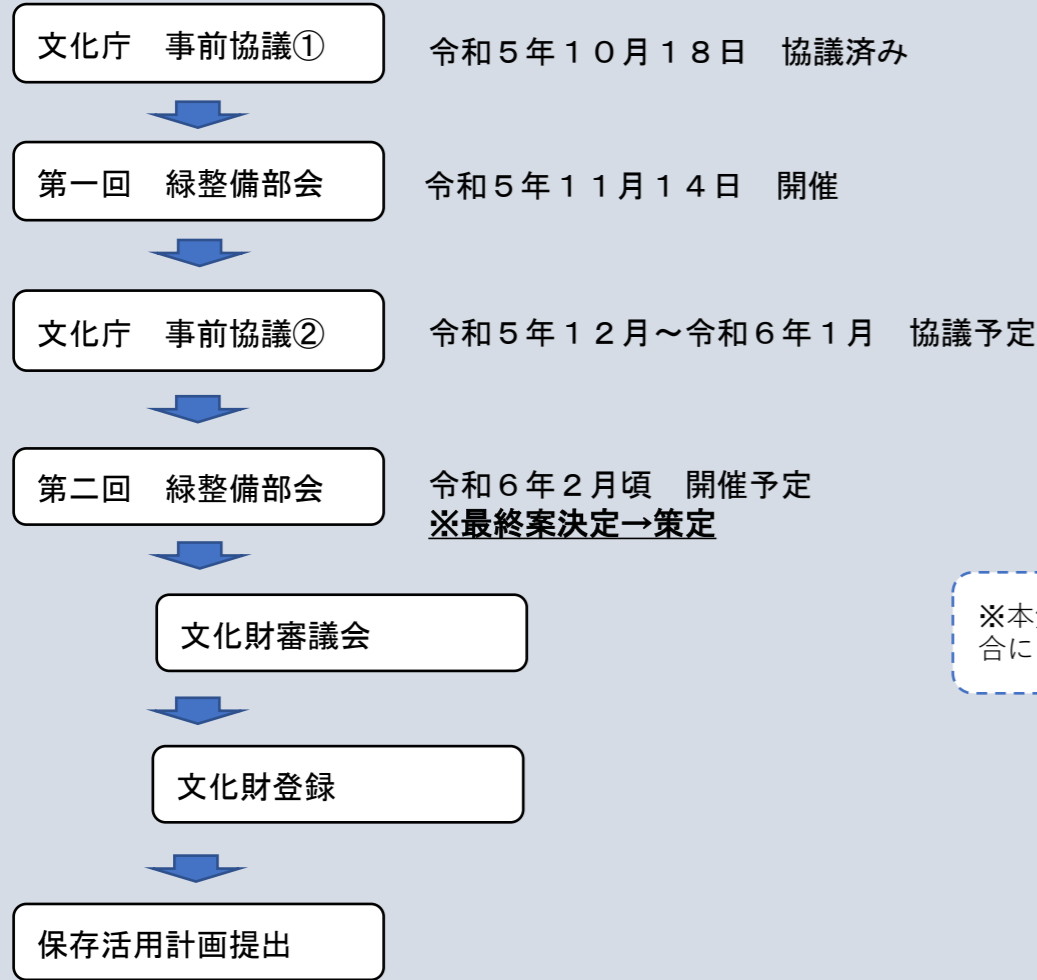 文化庁　事前協議①
令和５年１０月１８日　協議済み
第一回　緑整備部会
令和５年１１月１４日　開催
文化庁　事前協議②
令和５年１２月～令和６年１月　協議予定
第二回　緑整備部会
令和６年２月頃　開催予定
※最終案決定→策定
※本
合に
文化財審議会
文化財登録
保存活用計画提出